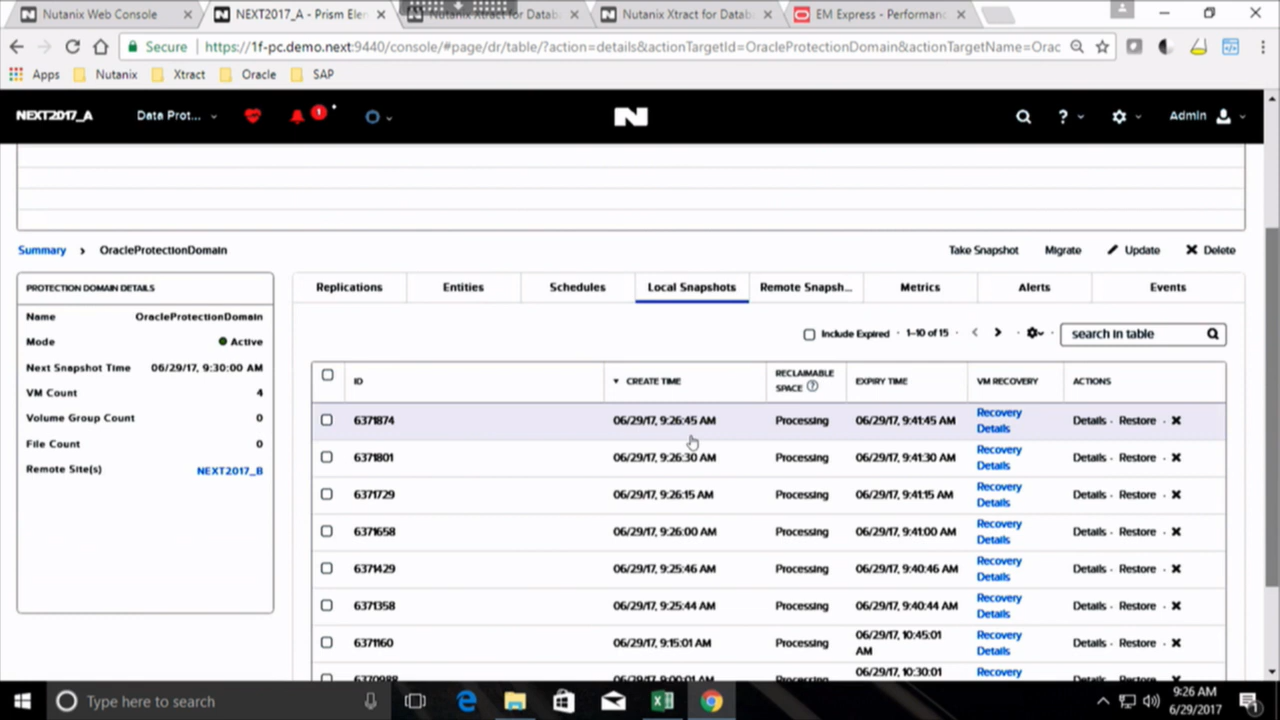 Nutanix Web Console
NEXT2017_A - Prism Ele
Nutanix Xtract for Datab
Nutanix Xtract for Datab
EM Express - Performanc
Secure
https://1f-pc.demo.next:9440/console/#page/dr/table/?action=details&actionTargetId=OracleProtectionDomain&actionTargetName=Orac
Apps Nutanix Xtract Oracle SAP
NEXT2017_A Data Prot... 1 N ? Admin
Summary > OracleProtectionDomain Take Snapshot Migrate Update Delete
PROTECTION DOMAIN DETAILS
Name OracleProtectionDomain
Mode Active
Next Snapshot Time 06/29/17, 9:30:00 AM
VM Count 4
Volume Group Count 0
File Count 0
Remote Site(s) NEXT2017_B
Replications Entities Schedules Local Snapshots Remote Snapsh... Metrics Alerts Events
Include Expired · 1-10 of 15 < > · · search in table
ID CREATE TIME RECLAIMABLE SPACE ? EXPIRY TIME VM RECOVERY ACTIONS
6371874 06/29/17, 9:26:45 AM Processing 06/29/17, 9:41:45 AM Recovery Details Details · Restore ·
6371801 06/29/17, 9:26:30 AM Processing 06/29/17, 9:41:30 AM Recovery Details Details · Restore ·
6371729 06/29/17, 9:26:15 AM Processing 06/29/17, 9:41:15 AM Recovery Details Details · Restore ·
6371658 06/29/17, 9:26:00 AM Processing 06/29/17, 9:41:00 AM Recovery Details Details · Restore ·
6371429 06/29/17, 9:25:46 AM Processing 06/29/17, 9:40:46 AM Recovery Details Details · Restore ·
6371358 06/29/17, 9:25:44 AM Processing 06/29/17, 9:40:44 AM Recovery Details Details · Restore ·
6371160 06/29/17, 9:15:01 AM Processing 06/29/17, 10:45:01 AM Recovery Details Details · Restore ·
06/29/17, 10:30:01 Recovery
Type here to search
9:26 AM
6/29/2017
1